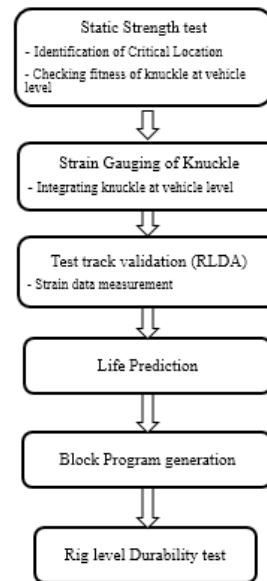 Static Strength test
- Identification of Critical Location
- Checking fitness of knuckle at vehicle
level
Strain Gauging of Knuckle
- Integrating knuckle at vehicle level
Test track validation (RLDA)
- Strain data measurement
Life Prediction
Block Program generation
Rig level Durability test